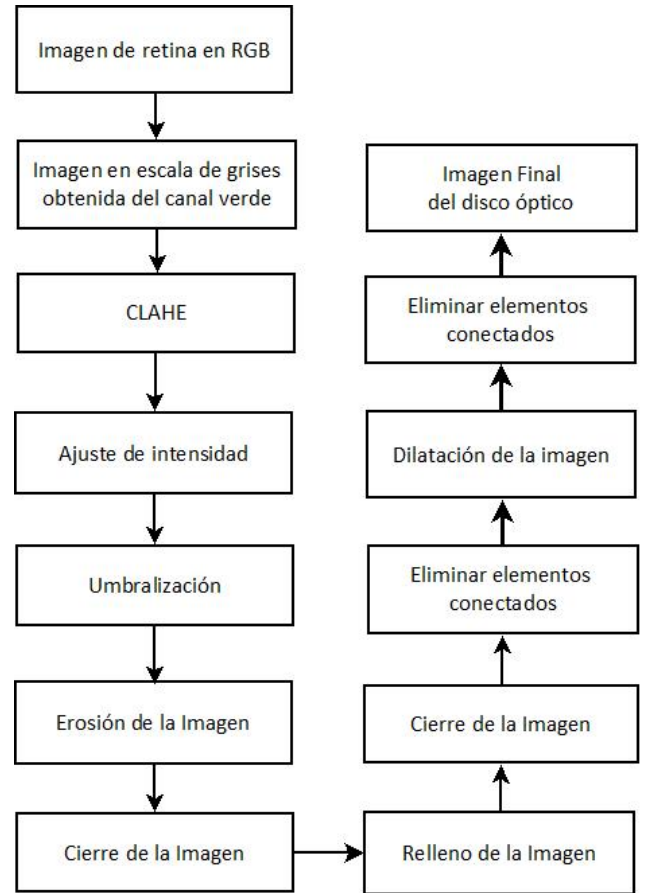 Imagen de retina en RGB
Imagen en escala de grises
obtenida del canal verde
CLAHE
Ajuste de intensidad
Umbralización
Erosión de la Imagen
Cierre de la Imagen
Relleno de la Imagen
Cierre de la Imagen
Eliminar elementos
conectados
Dilatación de la imagen
Eliminar elementos
conectados
Imagen Final
del disco óptico